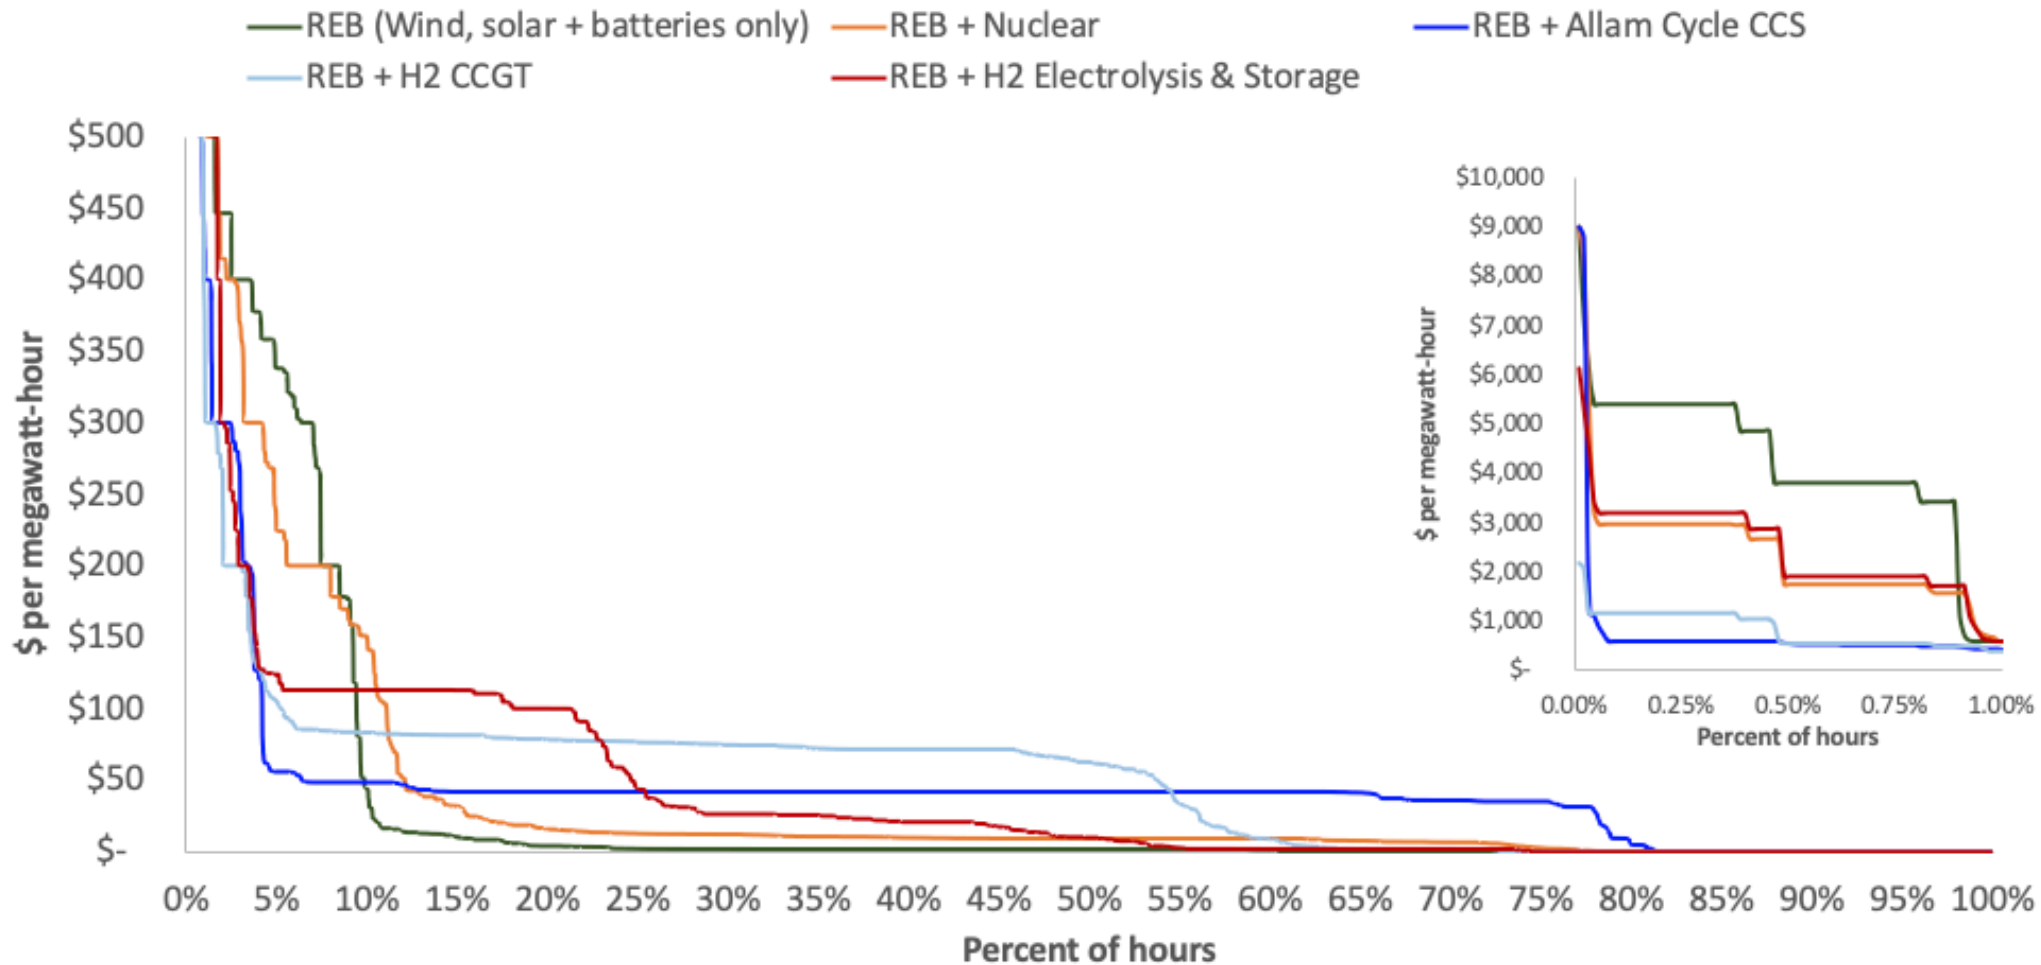 REB (Wind, solar + batteries only)
REB + Nuclear
REB + Allam Cycle CCS
REB + H2 CCGT
REB + H2 Electrolysis & Storage
$ per megawatt-hour
$500
$450
$400
$350
$300
$250
$200
$150
$100
$50
$-
0% 5% 10% 15% 20% 25% 30% 35% 40% 45% 50% 55% 60% 65% 70% 75% 80% 85% 90% 95% 100%
Percent of hours
$ per megawatt-hour
$10,000
$9,000
$8,000
$7,000
$6,000
$5,000
$4,000
$3,000
$2,000
$1,000
$-
0.00% 0.25% 0.50% 0.75% 1.00%
Percent of hours